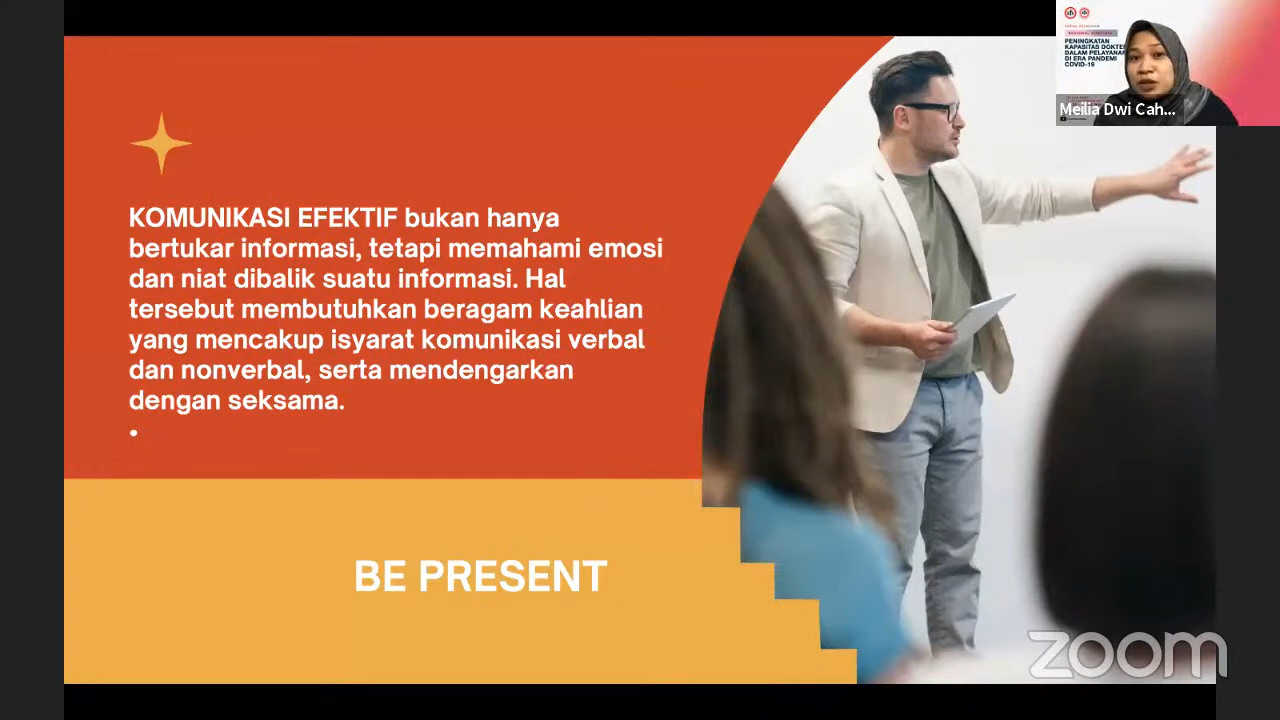 KOMUNIKASI EFEKTIF bukan hanya
bertukar informasi, tetapi memahami emosi
dan niat dibalik suatu informasi. Hal
tersebut membutuhkan beragam keahlian
yang mencakup isyarat komunikasi verbal
dan nonverbal, serta mendengarkan
dengan seksama.
•
BE PRESENT
PENINGKATAN
KAPASITAS DOKTE
DALAM PELAYANA
DI ERA PANDEMI
COVID-19
Meilia Dwi Cah...
zoom